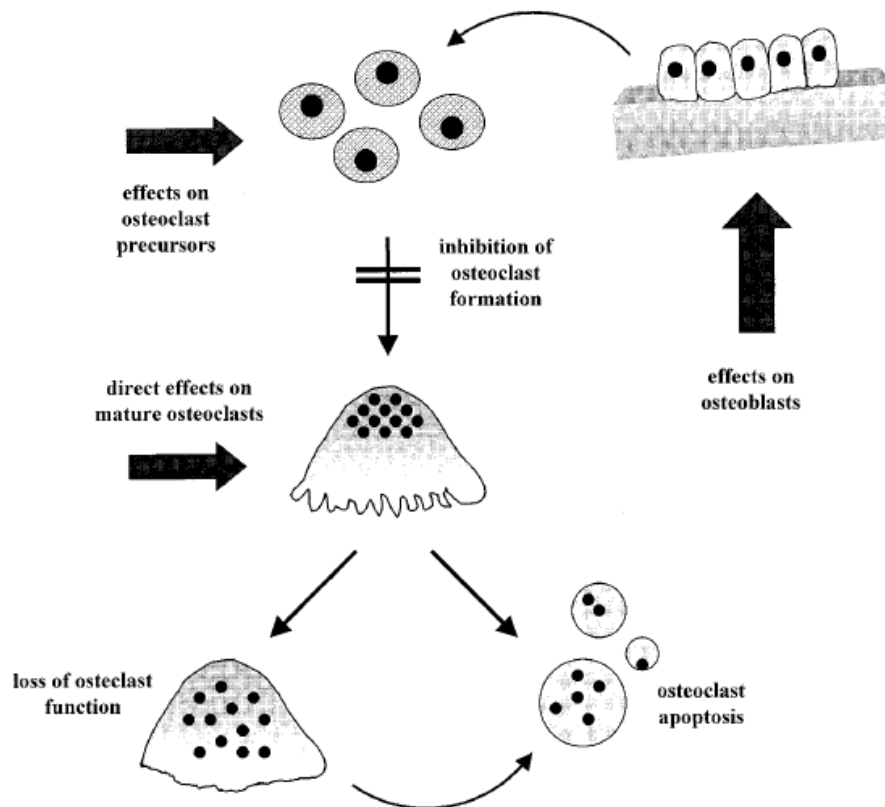 effects on
osteoclast
precursors
inhibition of
osteoclast
formation
effects on
osteoblasts
direct effects on
mature osteoclasts
loss of osteclast
function
osteoclast
apoptosis